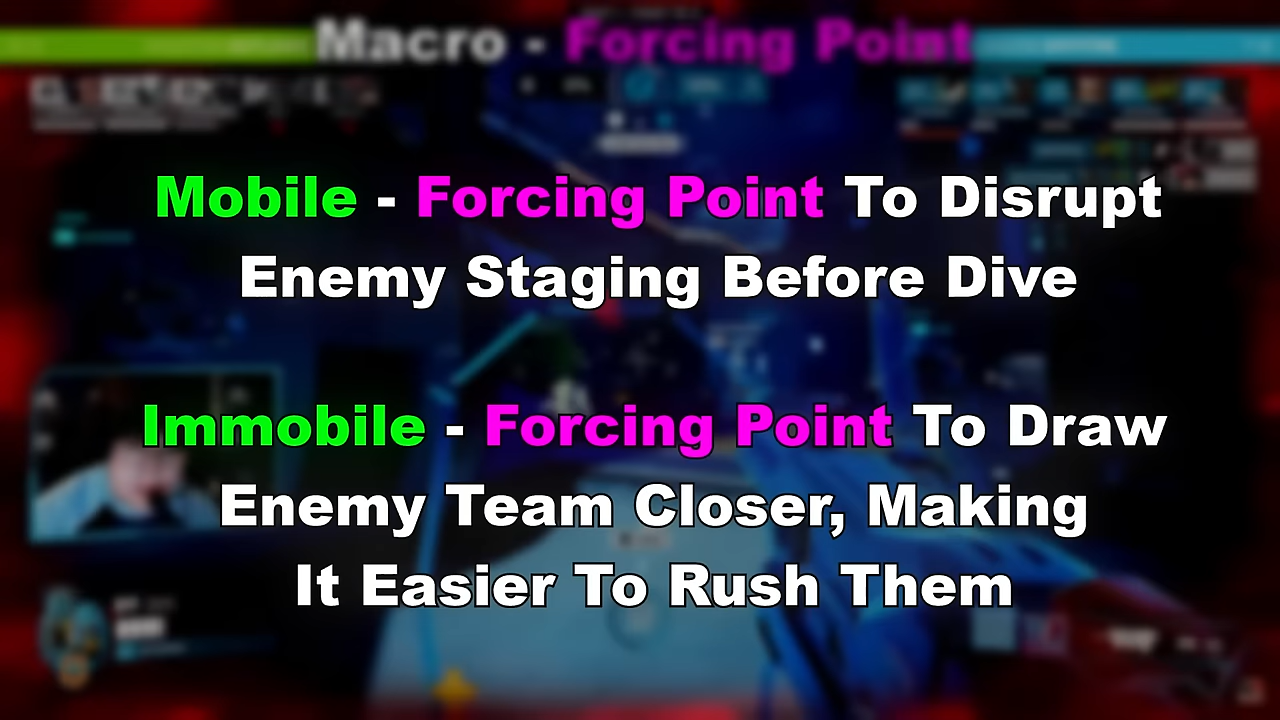 Macro - Forcing Point
Mobile - Forcing Point To Disrupt
Enemy Staging Before Dive
Immobile - Forcing Point To Draw
Enemy Team Closer, Making
It Easier To Rush Them